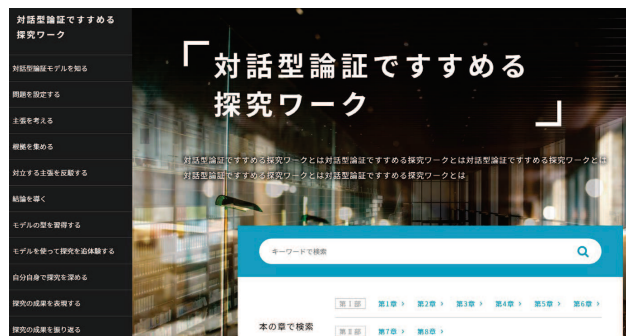 対話型論証ですすめる
探究ワーク
対話型論証モデルを知る
問題を設定する
主張を考える
根拠を集める
対立する主張を反駁する
結論を導く
モデルの型を習得する
モデルを使って探究を追体験する
自分自身で探究を深める
探究の成果を表現する
探究の成果を振り返る
「対話型論証ですすめる
探究ワーク」
対話型論証ですすめる探究ワークとは対話型論証ですすめる探究ワークとは対話型論証ですすめる探究ワークとは
対話型論証ですすめる探究ワークとは対話型論証ですすめる探究ワークとは
キーワードで検索
本の章で検索
第Ⅰ部 第1章 › 第2章 › 第3章 › 第4章 › 第5章 › 第6章 ›
第Ⅱ部 第7章 › 第8章 ›